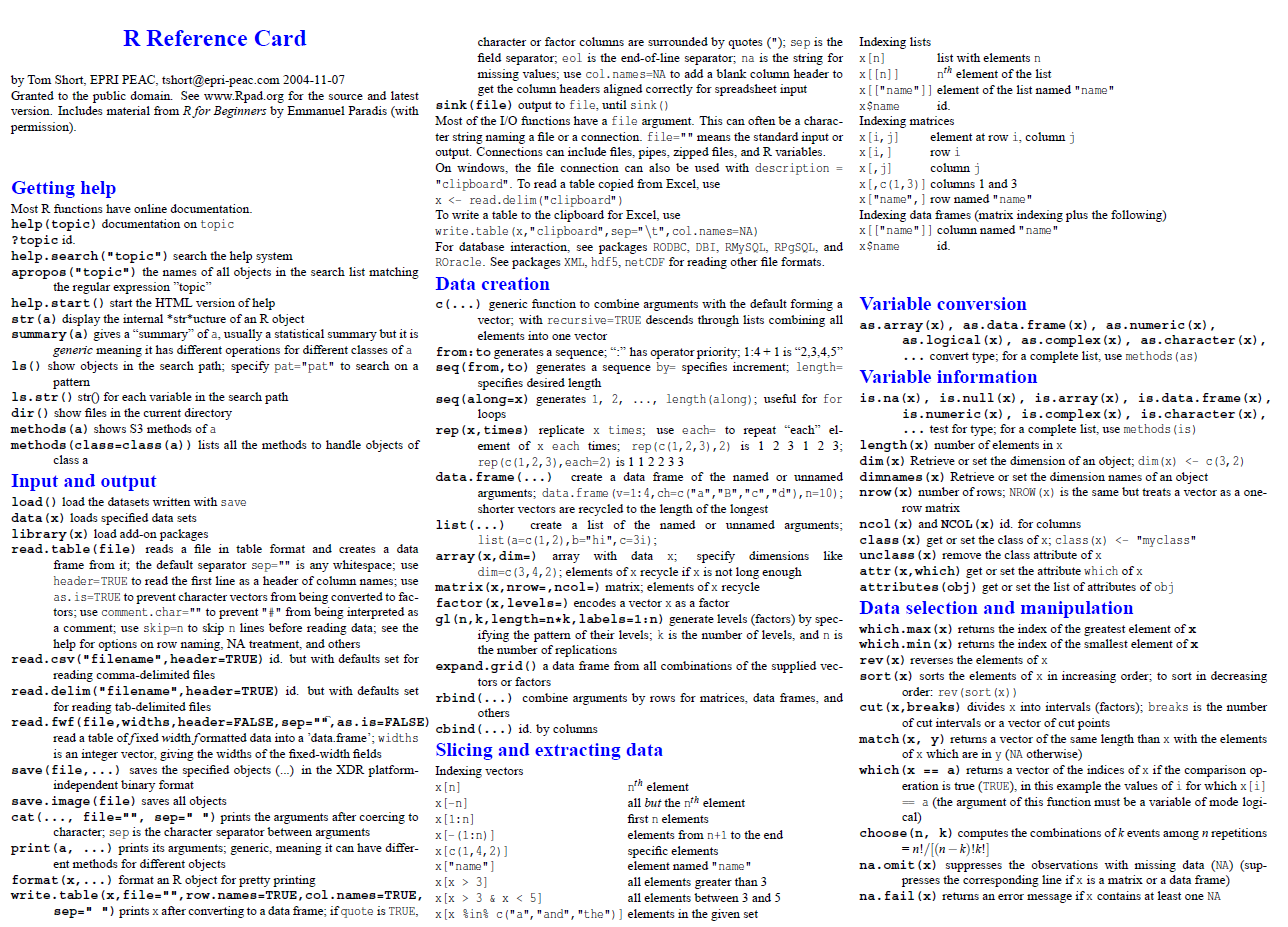 R Reference Card
by Tom Short, EPRI PEAC, tshort@epri-peac.com 2004-11-07
Granted to the public domain. See www.Rpad.org for the source and latest
version. Includes material from R for Beginners by Emmanuel Paradis (with
permission).
Getting help
Most R functions have online documentation.
help(topic) documentation on topic
?topic id.
help.search("topic") search the help system
apropos("topic") the names of all objects in the search list matching
the regular expression ”topic”
help.start() start the HTML version of help
str(a) display the internal *str*ucture of an R object
summary(a) gives a “summary” of a, usually a statistical summary but it is
generic meaning it has different operations for different classes of a
ls() show objects in the search path; specify pat="pat" to search on a
pattern
ls.str() str() for each variable in the search path
dir() show files in the current directory
methods(a) shows S3 methods of a
methods(class=class(a)) lists all the methods to handle objects of
class a
Input and output
load() load the datasets written with save
data(x) loads specified data sets
library(x) load add-on packages
read.table(file) reads a file in table format and creates a data
frame from it; the default separator sep="" is any whitespace; use
header=TRUE to read the first line as a header of column names; use
as.is=TRUE to prevent character vectors from being converted to fac-
tors; use comment.char="" to prevent "#" from being interpreted as
a comment; use skip=n to skip n lines before reading data; see the
help for options on row naming, NA treatment, and others
read.csv("filename",header=TRUE) id. but with defaults set for
reading comma-delimited files
read.delim("filename",header=TRUE) id. but with defaults set
for reading tab-delimited files
read.fwf(file,widths,header=FALSE,sep="",as.is=FALSE)
read a table of fixed width formatted data into a ’data.frame’; widths
is an integer vector, giving the widths of the fixed-width fields
save(file,...) saves the specified objects (...) in the XDR platform-
independent binary format
save.image(file) saves all objects
cat(..., file="", sep=" ") prints the arguments after coercing to
character; sep is the character separator between arguments
print(a, ...) prints its arguments; generic, meaning it can have differ-
ent methods for different objects
format(x,...) format an R object for pretty printing
write.table(x,file="",row.names=TRUE,col.names=TRUE,
sep=" ") prints x after converting to a data frame; if quote is TRUE,
character or factor columns are surrounded by quotes ("); sep is the
field separator; eol is the end-of-line separator; na is the string for
missing values; use col.names=NA to add a blank column header to
get the column headers aligned correctly for spreadsheet input
sink(file) output to file, until sink()
Most of the I/O functions have a file argument. This can often be a charac-
ter string naming a file or a connection. file="" means the standard input or
output. Connections can include files, pipes, zipped files, and R variables.
On windows, the file connection can also be used with description =
"clipboard". To read a table copied from Excel, use
x <- read.delim("clipboard")
To write a table to the clipboard for Excel, use
write.table(x,"clipboard",sep="\t",col.names=NA)
For database interaction, see packages RODBC, DBI, RMySQL, RPgSQL, and
ROracle. See packages XML, hdf5, netCDF for reading other file formats.
Data creation
c(...) generic function to combine arguments with the default forming a
vector; with recursive=TRUE descends through lists combining all
elements into one vector
from:to generates a sequence; “:” has operator priority; 1:4 + 1 is “2,3,4,5”
seq(from,to) generates a sequence by= specifies increment; length=
specifies desired length
seq(along=x) generates 1, 2, ..., length(along); useful for for
loops
rep(x,times) replicate x times; use each= to repeat “each” el-
ement of x each times; rep(c(1,2,3),2) is 1 2 3 1 2 3;
rep(c(1,2,3),each=2) is 1 1 2 2 3 3
data.frame(...) create a data frame of the named or unnamed
arguments; data.frame(v=1:4,ch=c("a","B","c","d"),n=10);
shorter vectors are recycled to the length of the longest
list(...) create a list of the named or unnamed arguments;
list(a=c(1,2),b="hi",c=3i);
array(x,dim=) array with data x; specify dimensions like
dim=c(3,4,2); elements of x recycle if x is not long enough
matrix(x,nrow=,ncol=) matrix; elements of x recycle
factor(x,levels=) encodes a vector x as a factor
gl(n,k,length=n*k,labels=1:n) generate levels (factors) by spec-
ifying the pattern of their levels; k is the number of levels, and n is
the number of replications
expand.grid() a data frame from all combinations of the supplied vec-
tors or factors
rbind(...) combine arguments by rows for matrices, data frames, and
others
cbind(...) id. by columns
Slicing and extracting data
Indexing vectors
x[n] nth element
x[-n] all but the nth element
x[1:n] first n elements
x[-(1:n)] elements from n+1 to the end
x[c(1,4,2)] specific elements
x["name"] element named "name"
x[x > 3] all elements greater than 3
x[x > 3 & x < 5] all elements between 3 and 5
x[x %in% c("a","and","the")] elements in the given set
Indexing lists
x[n] list with elements n
x[[n]] nth element of the list
x[["name"]] element of the list named "name"
x$name id.
Indexing matrices
x[i,j] element at row i, column j
x[i,] row i
x[,j] column j
x[,c(1,3)] columns 1 and 3
x["name",] row named "name"
Indexing data frames (matrix indexing plus the following)
x[["name"]] column named "name"
x$name id.
Variable conversion
as.array(x), as.data.frame(x), as.numeric(x),
as.logical(x), as.complex(x), as.character(x),
... convert type; for a complete list, use methods(as)
Variable information
is.na(x), is.null(x), is.array(x), is.data.frame(x),
is.numeric(x), is.complex(x), is.character(x),
... test for type; for a complete list, use methods(is)
length(x) number of elements in x
dim(x) Retrieve or set the dimension of an object; dim(x) <- c(3,2)
dimnames(x) Retrieve or set the dimension names of an object
nrow(x) number of rows; NROW(x) is the same but treats a vector as a one-
row matrix
ncol(x) and NCOL(x) id. for columns
class(x) get or set the class of x; class(x) <- "myclass"
unclass(x) remove the class attribute of x
attr(x,which) get or set the attribute which of x
attributes(obj) get or set the list of attributes of obj
Data selection and manipulation
which.max(x) returns the index of the greatest element of x
which.min(x) returns the index of the smallest element of x
rev(x) reverses the elements of x
sort(x) sorts the elements of x in increasing order; to sort in decreasing
order: rev(sort(x))
cut(x,breaks) divides x into intervals (factors); breaks is the number
of cut intervals or a vector of cut points
match(x, y) returns a vector of the same length than x with the elements
of x which are in y (NA otherwise)
which(x == a) returns a vector of the indices of x if the comparison op-
eration is true (TRUE), in this example the values of i for which x[i]
== a (the argument of this function must be a variable of mode logi-
cal)
choose(n, k) computes the combinations of k events among n repetitions
= n!/[(n − k)!k!]
na.omit(x) suppresses the observations with missing data (NA) (sup-
presses the corresponding line if x is a matrix or a data frame)
na.fail(x) returns an error message if x contains at least one NA